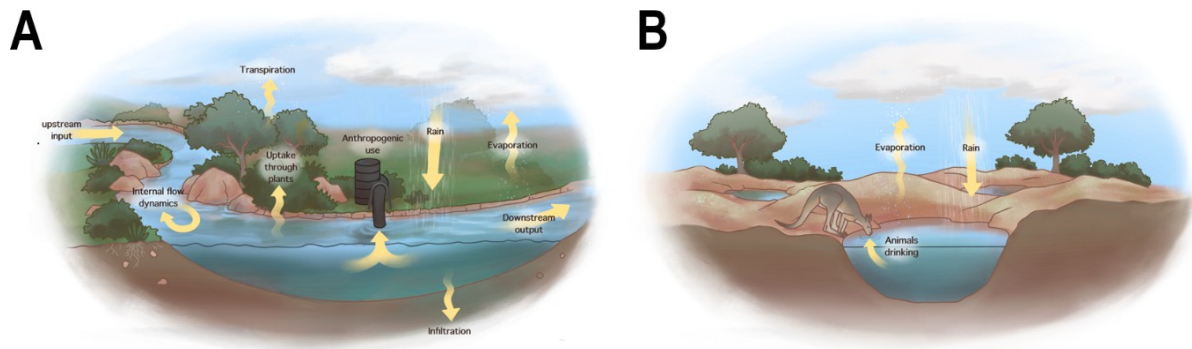 A
Transpiration
upstream
input
Anthropogenic
use
Rain
Evaporation
Uptake
through
plants
Internal flow
dynamics
Downstream
output
Infiltration
B
Evaporation
Rain
Animals
drinking